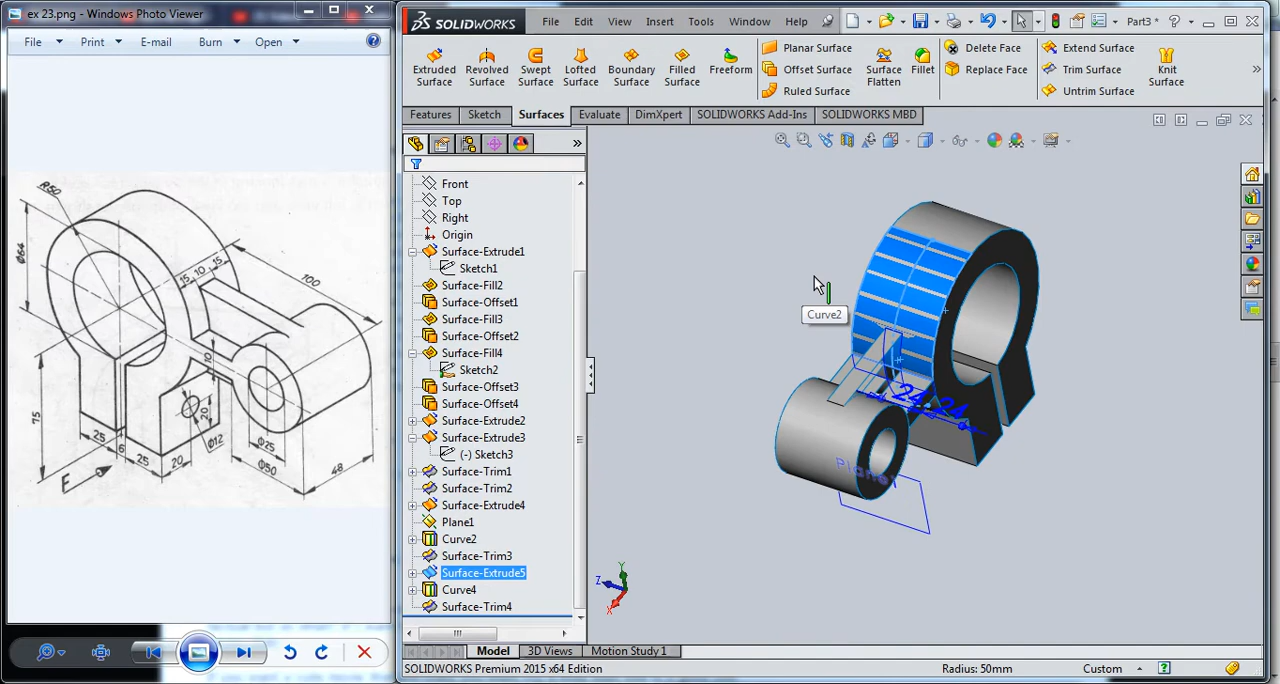 ex 23.png - Windows Photo Viewer
File Print E-mail Burn Open
R50
Ø64
15 10 15
100
10
75
20
Ø12
25 6 25 20
Ø25
Ø50
48
F
SOLIDWORKS
File Edit View Insert Tools Window Help
Part3 *
Extruded Surface
Revolved Surface
Swept Surface
Lofted Surface
Boundary Surface
Filled Surface
Freeform
Planar Surface
Offset Surface
Ruled Surface
Surface Flatten
Fillet
Delete Face
Replace Face
Extend Surface
Trim Surface
Untrim Surface
Knit Surface
Features Sketch Surfaces Evaluate DimXpert SOLIDWORKS Add-Ins SOLIDWORKS MBD
Front
Top
Right
Origin
Surface-Extrude1
Sketch1
Surface-Fill2
Surface-Offset1
Surface-Fill3
Surface-Offset2
Surface-Fill4
Sketch2
Surface-Offset3
Surface-Offset4
Surface-Extrude2
Surface-Extrude3
(-) Sketch3
Surface-Trim1
Surface-Trim2
Surface-Extrude4
Plane1
Curve2
Surface-Trim3
Surface-Extrude5
Curve4
Surface-Trim4
Curve2
24 24
Plane1
Y
Z
X
Model 3D Views Motion Study 1
SOLIDWORKS Premium 2015 x64 Edition Radius: 50mm Custom